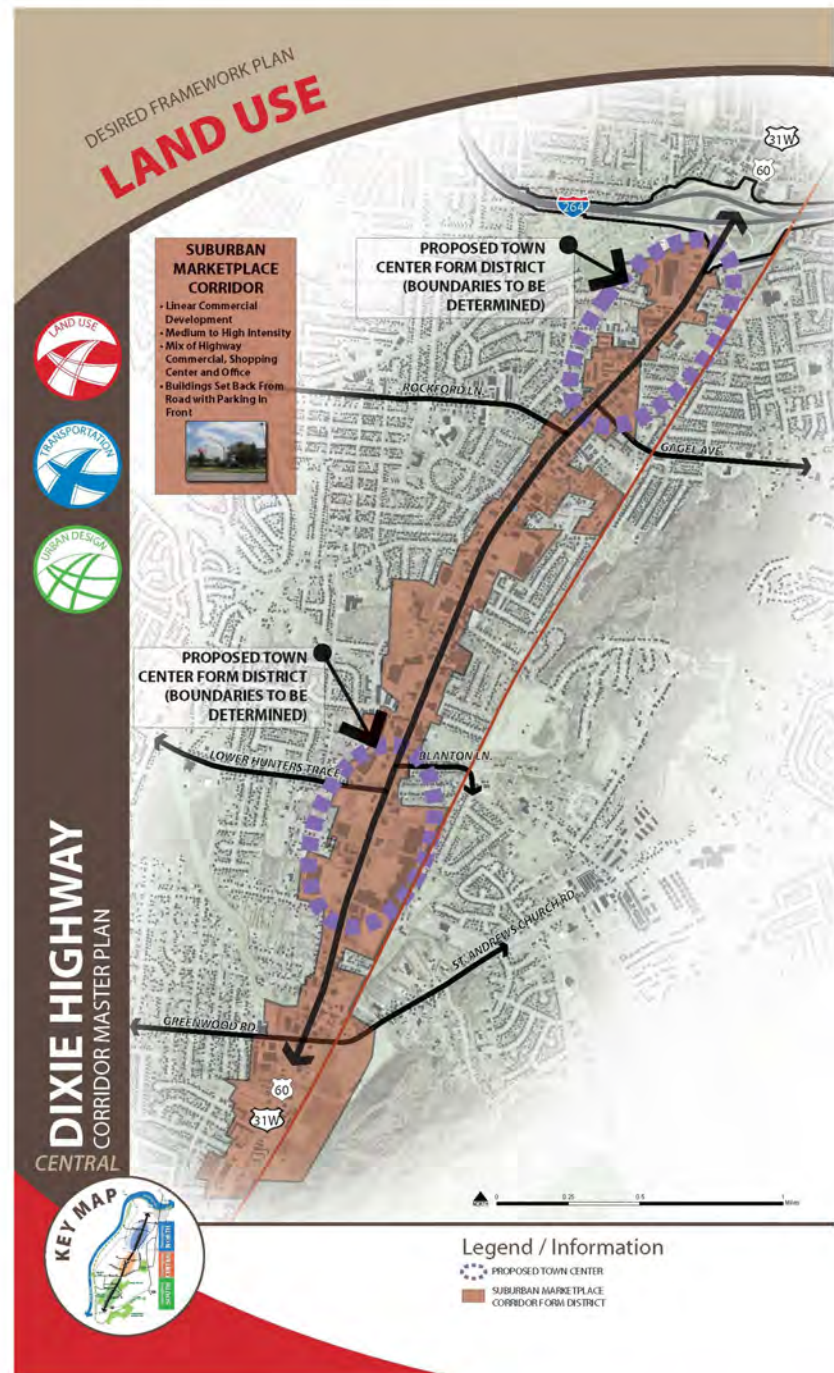 DESIRED FRAMEWORK PLAN
LAND USE
31W
60
264
SUBURBAN
MARKETPLACE
CORRIDOR
• Linear Commercial
Development
• Medium to High Intensity
• Mix of Highway
Commercial, Shopping
Center and Office
• Buildings Set Back From
Road with Parking in
Front
PROPOSED TOWN
CENTER FORM DISTRICT
(BOUNDARIES TO BE
DETERMINED)
LAND USE
TRANSPORTATION
URBAN DESIGN
ROCKFORD LN.
GAGEL AVE.
PROPOSED TOWN
CENTER FORM DISTRICT
(BOUNDARIES TO BE
DETERMINED)
LOWER HUNTERS TRACE
BLANTON LN.
ST. ANDREWS CHURCH RD
GREENWOOD RD.
60
31W
DIXIE HIGHWAY
CORRIDOR MASTER PLAN
CENTRAL
KEY MAP
NORTH
0 0.25 0.5 1
Miles
Legend / Information
PROPOSED TOWN CENTER
SUBURBAN MARKETPLACE
CORRIDOR FORM DISTRICT